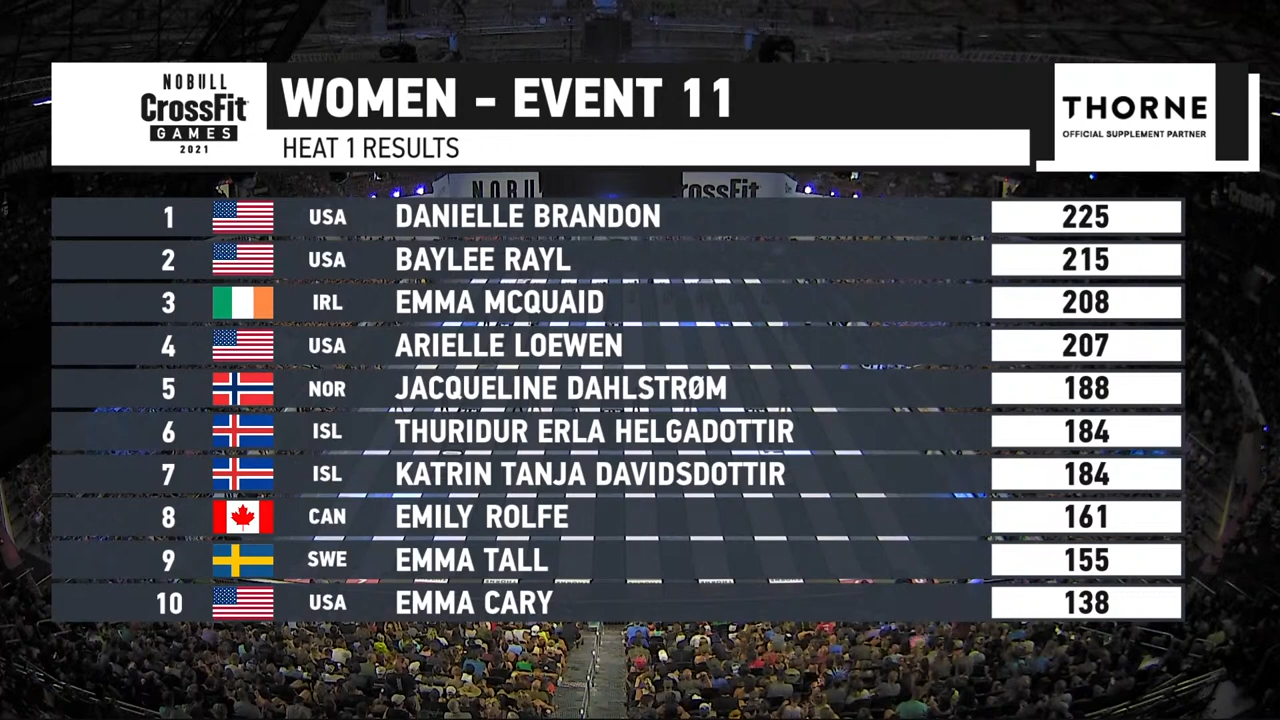 NOBULL
CrossFit
GAMES
2021
WOMEN - EVENT 11
HEAT 1 RESULTS
THORNE
OFFICIAL SUPPLEMENT PARTNER
NOBU
rossFit
1 USA DANIELLE BRANDON 225
2 USA BAYLEE RAYL 215
3 IRL EMMA MCQUAID 208
4 USA ARIELLE LOEWEN 207
5 NOR JACQUELINE DAHLSTRØM 188
6 ISL THURIDUR ERLA HELGADOTTIR 184
7 ISL KATRIN TANJA DAVIDSDOTTIR 184
8 CAN EMILY ROLFE 161
9 SWE EMMA TALL 155
10 USA EMMA CARY 138